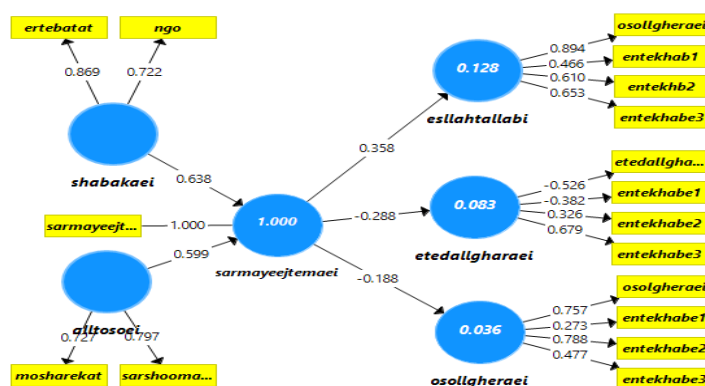 ertebatat
ngo
0.869
0.722
shabakaei
0.638
sarmayeejt...
1.000
1.000
sarmayeejtemaei
0.599
alltosoei
0.727
0.797
mosharekat
sarshooma...
0.358
-0.288
-0.188
0.128
esllahtallabi
0.894
0.466
0.610
0.653
osollgheraei
entekhab1
entekhb2
entekhabe3
0.083
etedallgharaei
-0.526
-0.382
0.326
0.679
etedallgha...
entekhabe1
entekhabe2
entekhabe3
0.036
osollgheraei
0.757
0.273
0.788
0.477
osolgheraei
entekhabe1
entekhabe2
entekhabe3